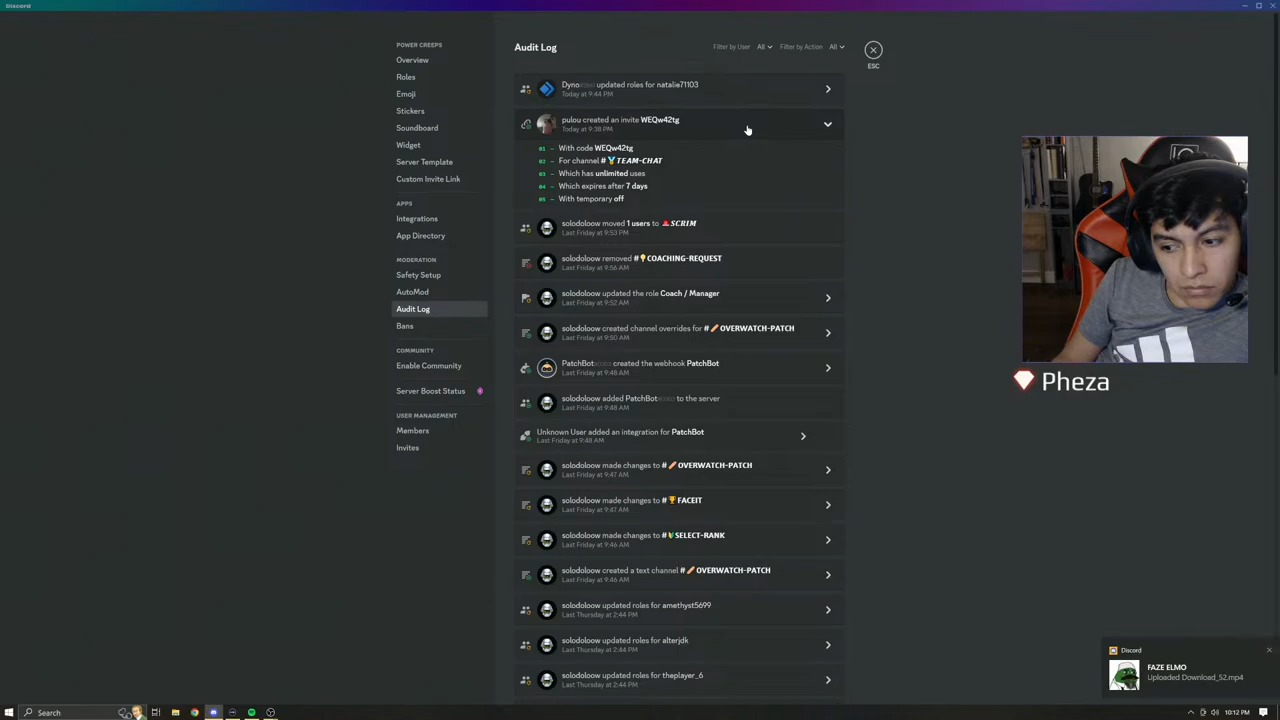 Discord
POWER CREEPS
Overview
Roles
Emoji
Stickers
Soundboard
Widget
Server Template
Custom Invite Link
APPS
Integrations
App Directory
MODERATION
Safety Setup
AutoMod
Audit Log
Bans
COMMUNITY
Enable Community
Server Boost Status
USER MANAGEMENT
Members
Invites
Audit Log
Filter by User All Filter by Action All
ESC
Dyno updated roles for natalie71103
Today at 9:44 PM
pulou created an invite WEQw42tg
Today at 9:38 PM
01 – With code WEQw42tg
02 – For channel # TEAM-CHAT
03 – Which has unlimited uses
04 – Which expires after 7 days
05 – With temporary off
solodoloow moved 1 users to SCRIM
Last Friday at 9:53 PM
solodoloow removed # COACHING-REQUEST
Last Friday at 9:56 AM
solodoloow updated the role Coach / Manager
Last Friday at 9:52 AM
solodoloow created channel overrides for # OVERWATCH-PATCH
Last Friday at 9:50 AM
PatchBot created the webhook PatchBot
Last Friday at 9:48 AM
solodoloow added PatchBot to the server
Last Friday at 9:48 AM
Unknown User added an integration for PatchBot
Last Friday at 9:48 AM
solodoloow made changes to # OVERWATCH-PATCH
Last Friday at 9:47 AM
solodoloow made changes to # FACEIT
Last Friday at 9:47 AM
solodoloow made changes to # SELECT-RANK
Last Friday at 9:46 AM
solodoloow created a text channel # OVERWATCH-PATCH
Last Friday at 9:46 AM
solodoloow updated roles for amethyst5699
Last Thursday at 2:44 PM
solodoloow updated roles for alterjdk
Last Thursday at 2:44 PM
solodoloow updated roles for theplayer_6
Last Thursday at 2:44 PM
Pheza
Discord
FAZE ELMO
Uploaded Download_52.mp4
Search
10:12 PM